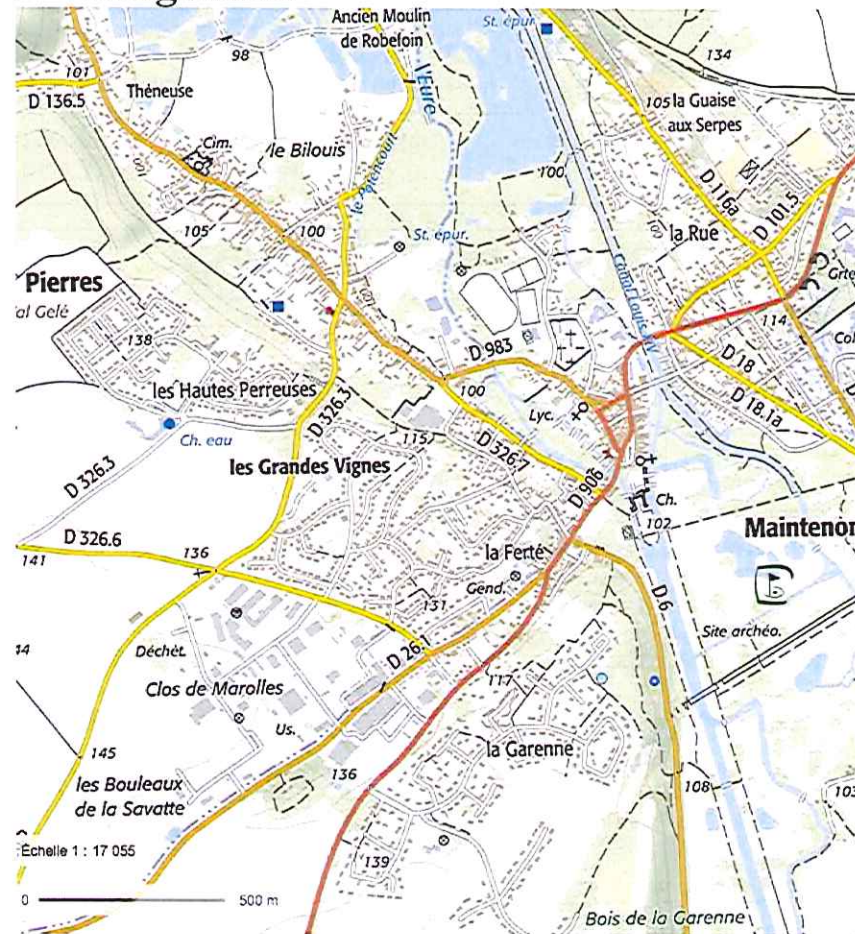 Ancien Moulin
de Robefoin
St. épur.
134
98
101
D 136.5
Théneuse
l'Eure
105
la Guaise
aux Serpes
Cim.
le Bilouis
100
D 116a
D 101.5
105
100
St. épur.
la Rue
Pierres
Canal Louis XIV
114
138
D 983
les Hautes Perreuses
100
D 18
D 18.1a
Lyc.
Ch. eau
D 326.3
115
D 326.7
D 326.3
les Grandes Vignes
D 906
Ch.
102
D 326.6
141
136
la Ferté
Maintenon
Gend.
131
D 6
Déchèt.
D 26.1
Site archéo.
Clos de Marolles
117
Us.
la Garenne
145
136
108
les Bouleaux
de la Savatte
103
Échelle 1 : 17 055
139
0
500 m
Bois de la Garenne